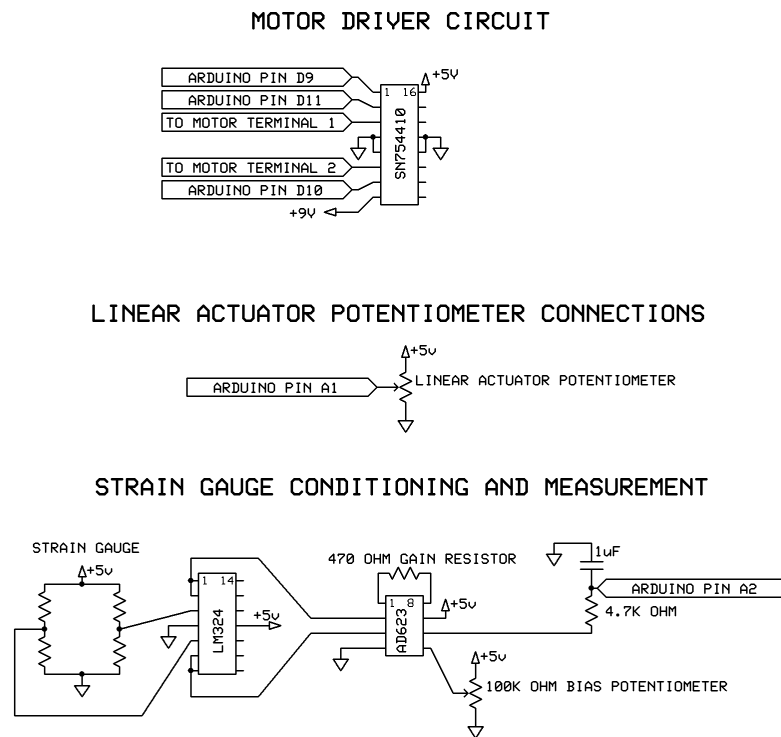 MOTOR DRIVER CIRCUIT
ARDUINO PIN D9
ARDUINO PIN D11
TO MOTOR TERMINAL 1
TO MOTOR TERMINAL 2
ARDUINO PIN D10
+9V
1 16
SN754410
+5V
LINEAR ACTUATOR POTENTIOMETER CONNECTIONS
+5v
ARDUINO PIN A1
LINEAR ACTUATOR POTENTIOMETER
STRAIN GAUGE CONDITIONING AND MEASUREMENT
STRAIN GAUGE
+5v
1 14
LM324
+5v
470 OHM GAIN RESISTOR
1 8
AD623
+5v
1uF
ARDUINO PIN A2
4.7K OHM
+5v
100K OHM BIAS POTENTIOMETER